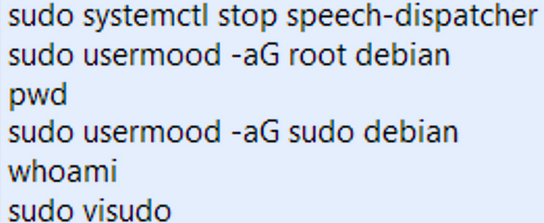 sudo systemctl stop speech-dispatcher
sudo usermood -aG root debian
pwd
sudo usermood -aG sudo debian
whoami
sudo visudo